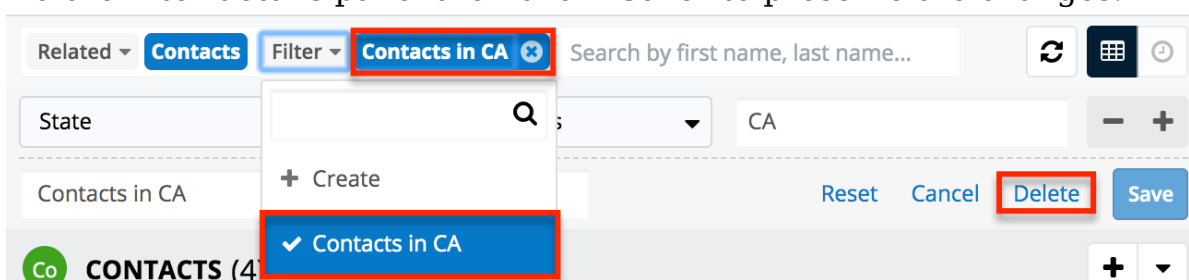 Related Contacts Filter Contacts in CA Search by first name, last name...
State CA
Create
Contacts in CA Reset Cancel Delete Save
Contacts in CA
Co CONTACTS (4)